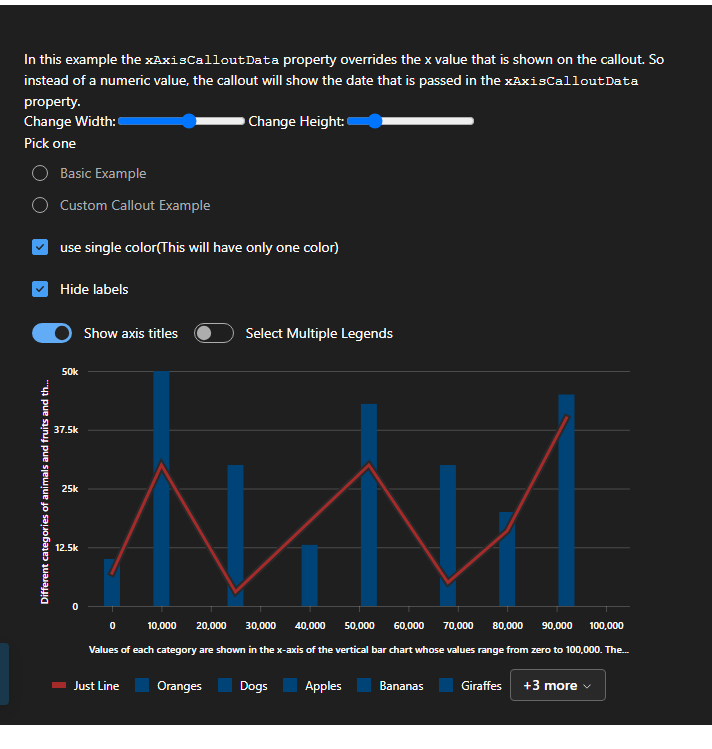 In this example the xAxisCalloutData property overrides the x value that is shown on the callout. So
instead of a numeric value, the callout will show the date that is passed in the xAxisCalloutData
property.
Change Width: Change Height:
Pick one
Basic Example
Custom Callout Example
use single color(This will have only one color)
Hide labels
Show axis titles Select Multiple Legends
Different categories of animals and fruits and th...
50k
37.5k
25k
12.5k
0
0 10,000 20,000 30,000 40,000 50,000 60,000 70,000 80,000 90,000 100,000
Values of each category are shown in the x-axis of the vertical bar chart whose values range from zero to 100,000. The...
Just Line Oranges Dogs Apples Bananas Giraffes +3 more